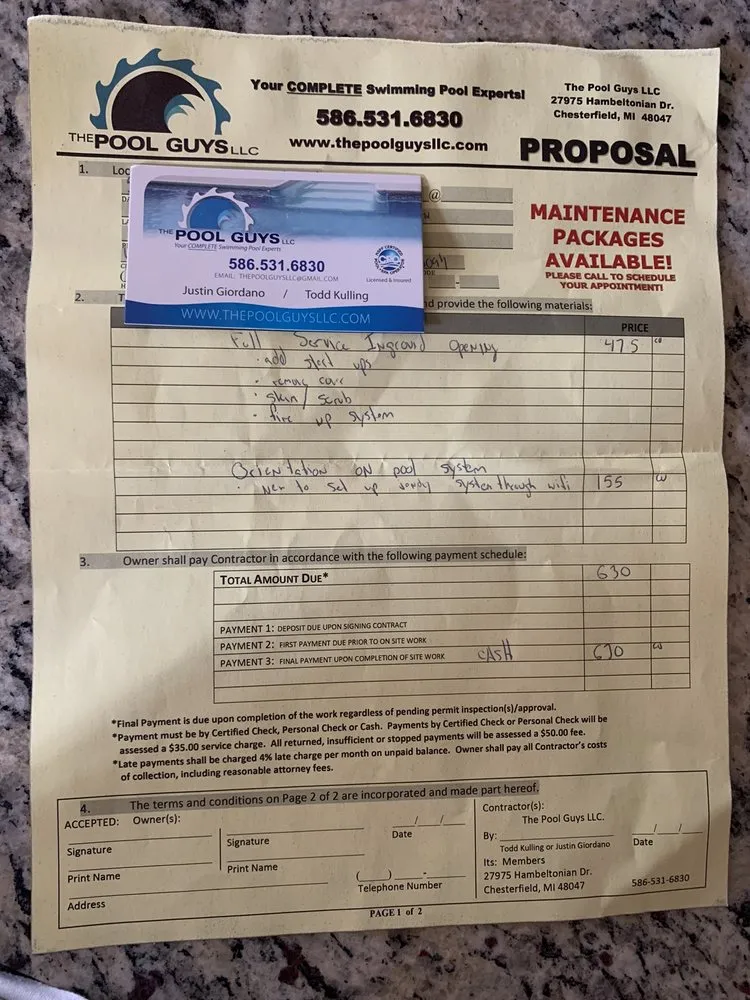 Your COMPLETE Swimming Pool Experts!
586.531.6830
www.thepoolguysllc.com
THE POOL GUYS LLC
The Pool Guys LLC
27975 Hambeltonian Dr.
Chesterfield, MI 48047
PROPOSAL
1. Loc
@
MAINTENANCE
PACKAGES
AVAILABLE!
PLEASE CALL TO SCHEDULE
YOUR APPOINTMENT!
THE POOL GUYS LLC
Your COMPLETE Swimming Pool Experts
586.531.6830
EMAIL: THEPOOLGUYSLLC@GMAIL.COM
Licensed & Insured
Justin Giordano / Todd Kulling
WWW.THEPOOLGUYSLLC.COM
2. T
nd provide the following materials:
PRICE
Full Service Inground Opening 475
• add start ups
• remove cover
• skim / scrub
• fire up system
Orientation on pool system
system through wifi 155
3. Owner shall pay Contractor in accordance with the following payment schedule:
TOTAL AMOUNT DUE* 630
PAYMENT 1: DEPOSIT DUE UPON SIGNING CONTRACT
PAYMENT 2: FIRST PAYMENT DUE PRIOR TO ON SITE WORK
PAYMENT 3: FINAL PAYMENT UPON COMPLETION OF SITE WORK CASH 630
*Final Payment is due upon completion of the work regardless of pending permit inspection(s)/approval.
*Payment must be by Certified Check, Personal Check or Cash. Payments by Certified Check or Personal Check will be
assessed a $35.00 service charge. All returned, insufficient or stopped payments will be assessed a $50.00 fee.
*Late payments shall be charged 4% late charge per month on unpaid balance. Owner shall pay all Contractor's costs
of collection, including reasonable attorney fees.
4. The terms and conditions on Page 2 of 2 are incorporated and made part hereof.
ACCEPTED: Owner(s):
Signature
Signature
Date
Print Name
Print Name
Telephone Number
Address
Contractor(s):
The Pool Guys LLC.
By:
Date
Todd Kulling or Justin Giordano
Its: Members
27975 Hambeltonian Dr.
Chesterfield, MI 48047
586-531-6830
PAGE 1 of 2